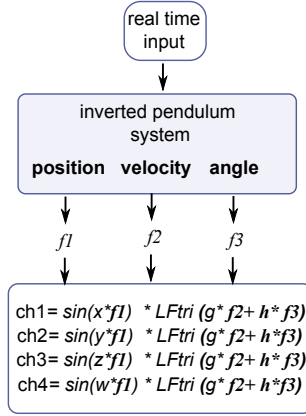 real time
input
inverted pendulum
system
position velocity angle
f1 f2 f3
ch1= sin(x*f1) * LFtri (g* f2+ h* f3)
ch2= sin(y*f1) * LFtri (g* f2+ h* f3)
ch3= sin(z*f1) * LFtri (g* f2+ h* f3)
ch4= sin(w*f1) * LFtri (g* f2+ h* f3)